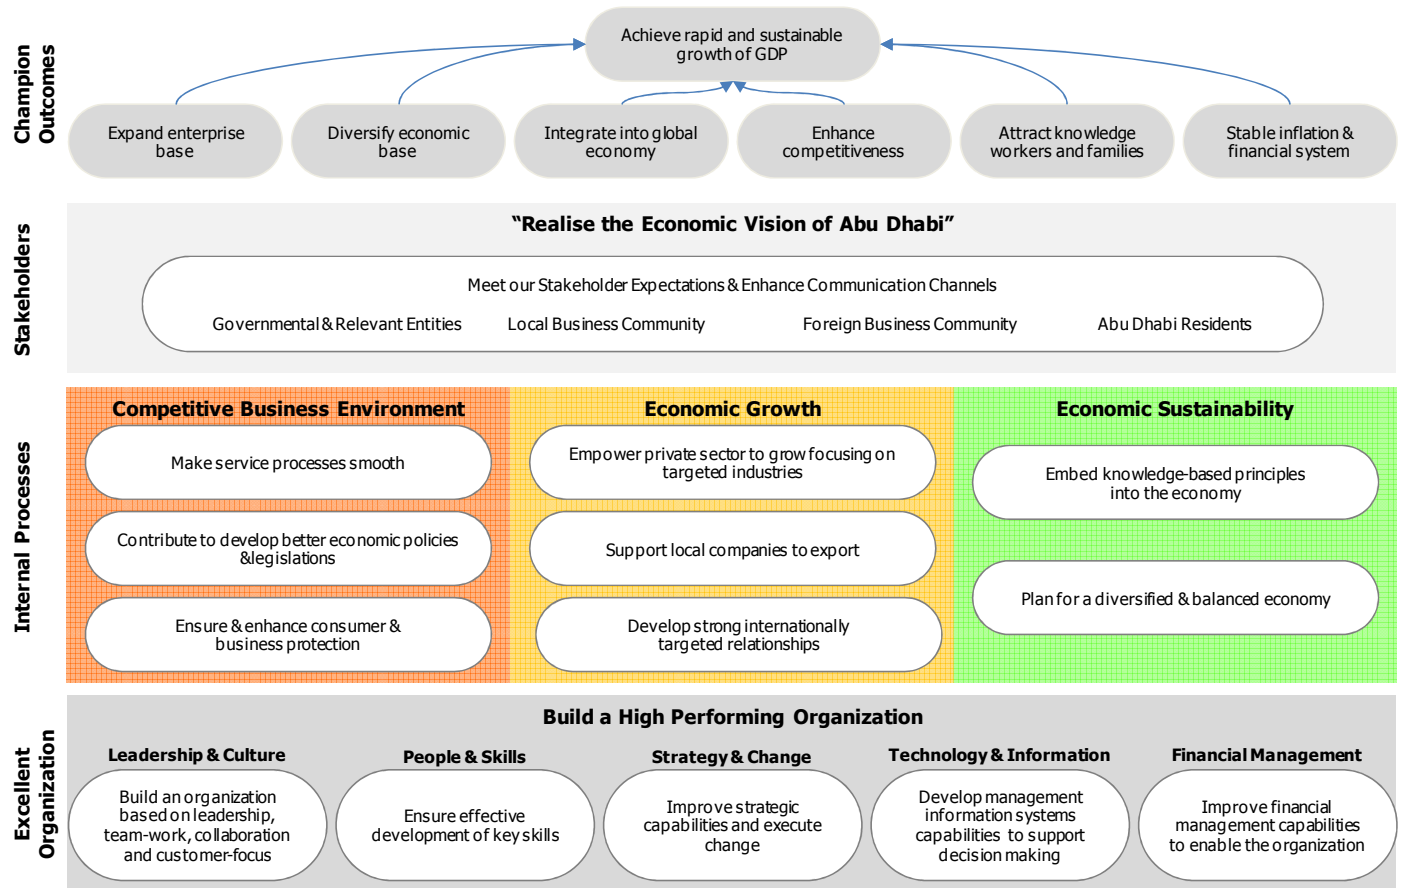 Champion
Outcomes
Achieve rapid and sustainable
growth of GDP
Expand enterprise
base
Diversify economic
base
Integrate into global
economy
Enhance
competitiveness
Attract knowledge
workers and families
Stable inflation &
financial system
Stakeholders
“Realise the Economic Vision of Abu Dhabi”
Meet our Stakeholder Expectations & Enhance Communication Channels
Governmental & Relevant Entities
Local Business Community
Foreign Business Community
Abu Dhabi Residents
Internal Processes
Competitive Business Environment
Make service processes smooth
Contribute to develop better economic policies
&legislations
Ensure & enhance consumer &
business protection
Economic Growth
Empower private sector to grow focusing on
targeted industries
Support local companies to export
Develop strong internationally
targeted relationships
Economic Sustainability
Embed knowledge-based principles
into the economy
Plan for a diversified & balanced economy
Excellent
Organization
Build a High Performing Organization
Leadership & Culture
Build an organization
based on leadership,
team-work, collaboration
and customer-focus
People & Skills
Ensure effective
development of key skills
Strategy & Change
Improve strategic
capabilities and execute
change
Technology & Information
Develop management
information systems
capabilities to support
decision making
Financial Management
Improve financial
management capabilities
to enable the organization